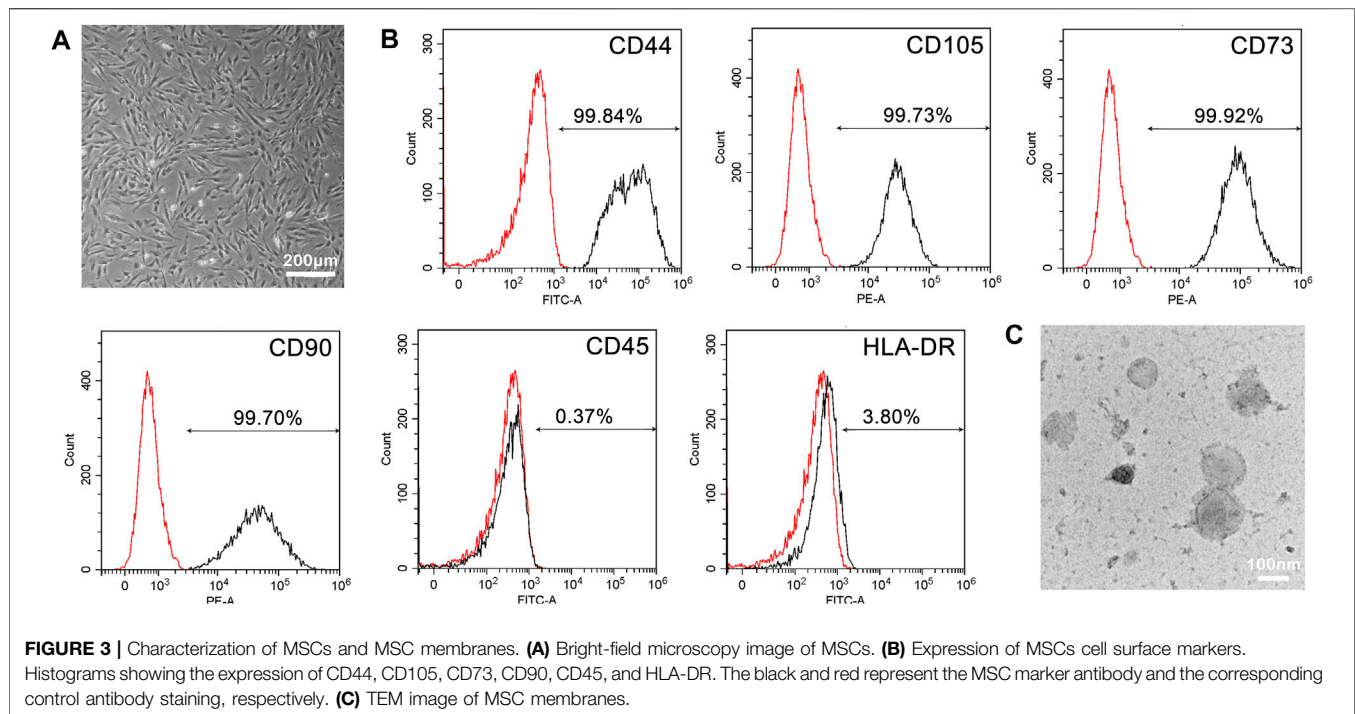 A
200μm
B
CD44
99.84%
300
200
100
0
Count
0
10²
10³
10⁴
10⁵
10⁶
FITC-A
CD105
99.73%
400
200
0
Count
0
10³
10⁴
10⁵
10⁶
PE-A
CD73
99.92%
400
200
0
Count
0
10³
10⁴
10⁵
10⁶
PE-A
CD90
99.70%
400
200
0
Count
0
10³
10⁴
10⁵
10⁶
PE-A
CD45
0.37%
300
200
100
0
Count
0
10²
10³
10⁴
10⁵
10⁶
FITC-A
HLA-DR
3.80%
300
200
100
0
Count
0
10²
10³
10⁴
10⁵
10⁶
FITC-A
C
100nm
FIGURE 3 | Characterization of MSCs and MSC membranes. (A) Bright-field microscopy image of MSCs. (B) Expression of MSCs cell surface markers.
Histograms showing the expression of CD44, CD105, CD73, CD90, CD45, and HLA-DR. The black and red represent the MSC marker antibody and the corresponding
control antibody staining, respectively. (C) TEM image of MSC membranes.